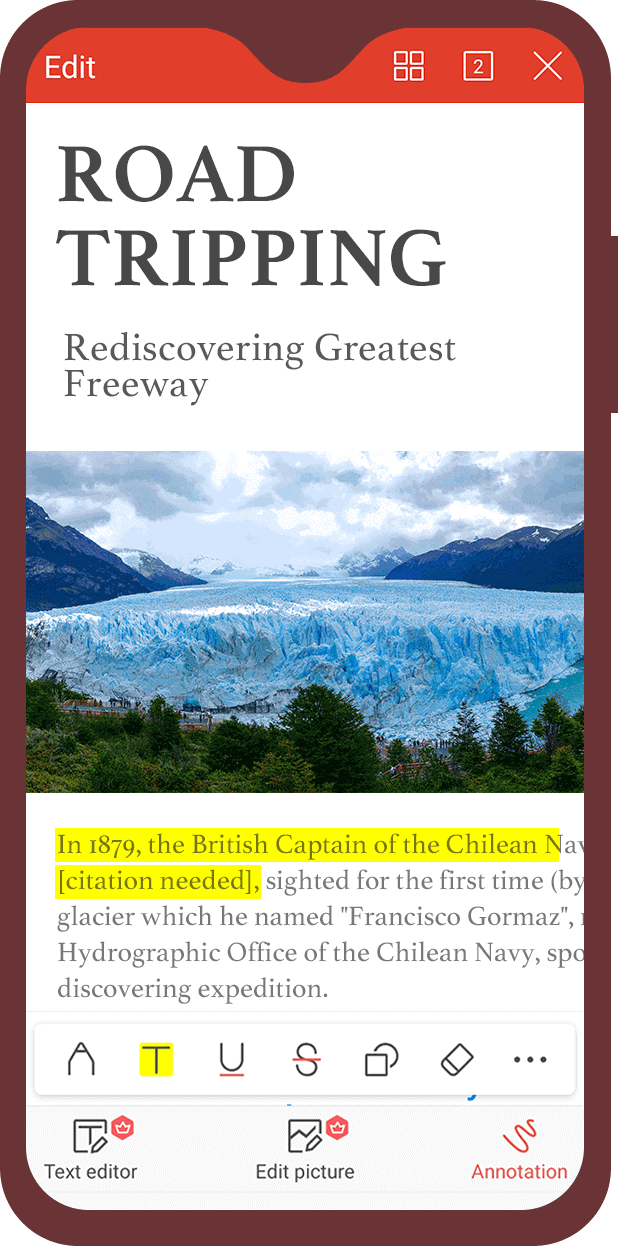 Edit
2
ROAD
TRIPPING
Rediscovering Greatest
Freeway
In 1879, the British Captain of the Chilean
[citation needed], sighted for the first time (by
glacier which he named "Francisco Gormaz",
Hydrographic Office of the Chilean Navy,
discovering expedition.
T U S
Text editor
Edit picture
Annotation